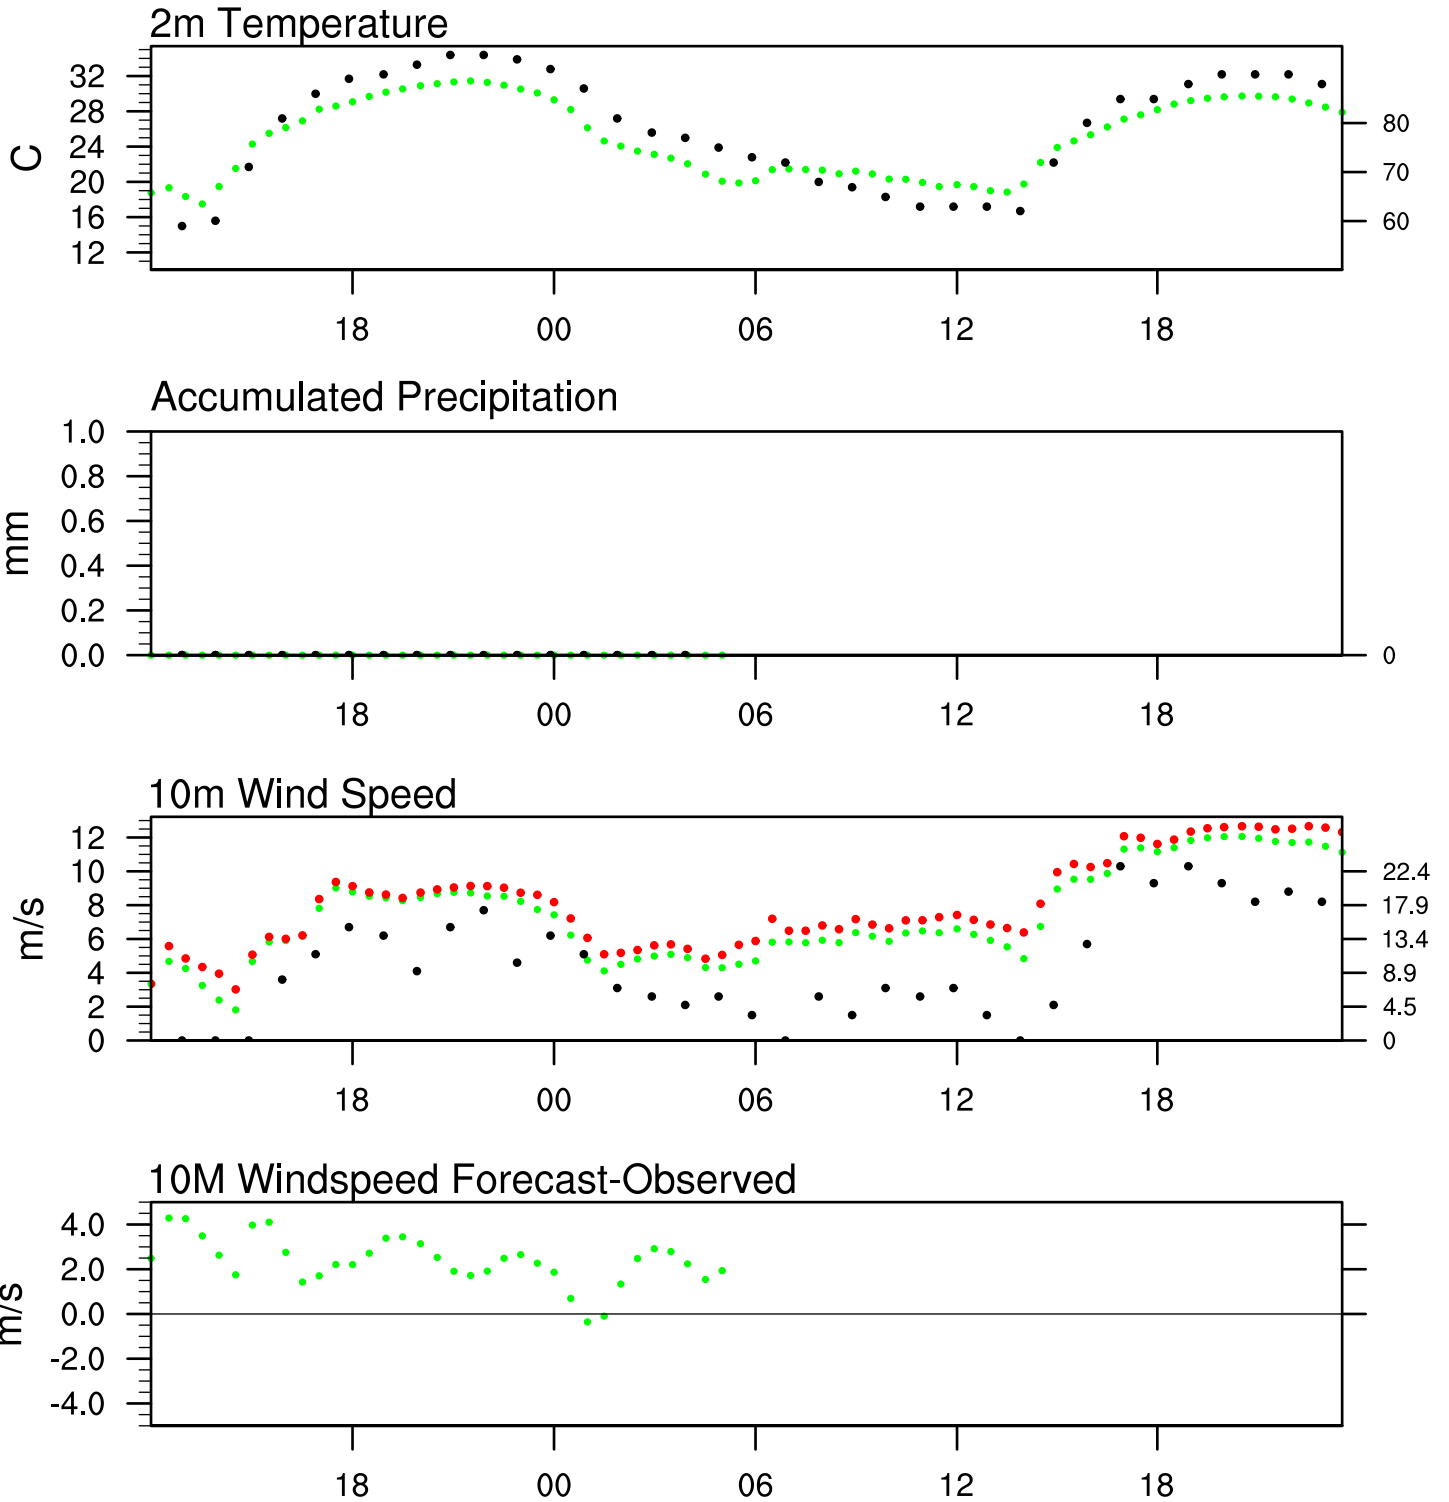 2m Temperature
32
28
24
20
16
12
C
80
70
60
18 00 06 12 18
Accumulated Precipitation
1.0
0.8
0.6
0.4
0.2
0.0
mm
0
18 00 06 12 18
10m Wind Speed
12
10
8
6
4
2
0
m/s
22.4
17.9
13.4
8.9
4.5
0
18 00 06 12 18
10M Windspeed Forecast-Observed
4.0
2.0
0.0
-2.0
-4.0
m/s
18 00 06 12 18